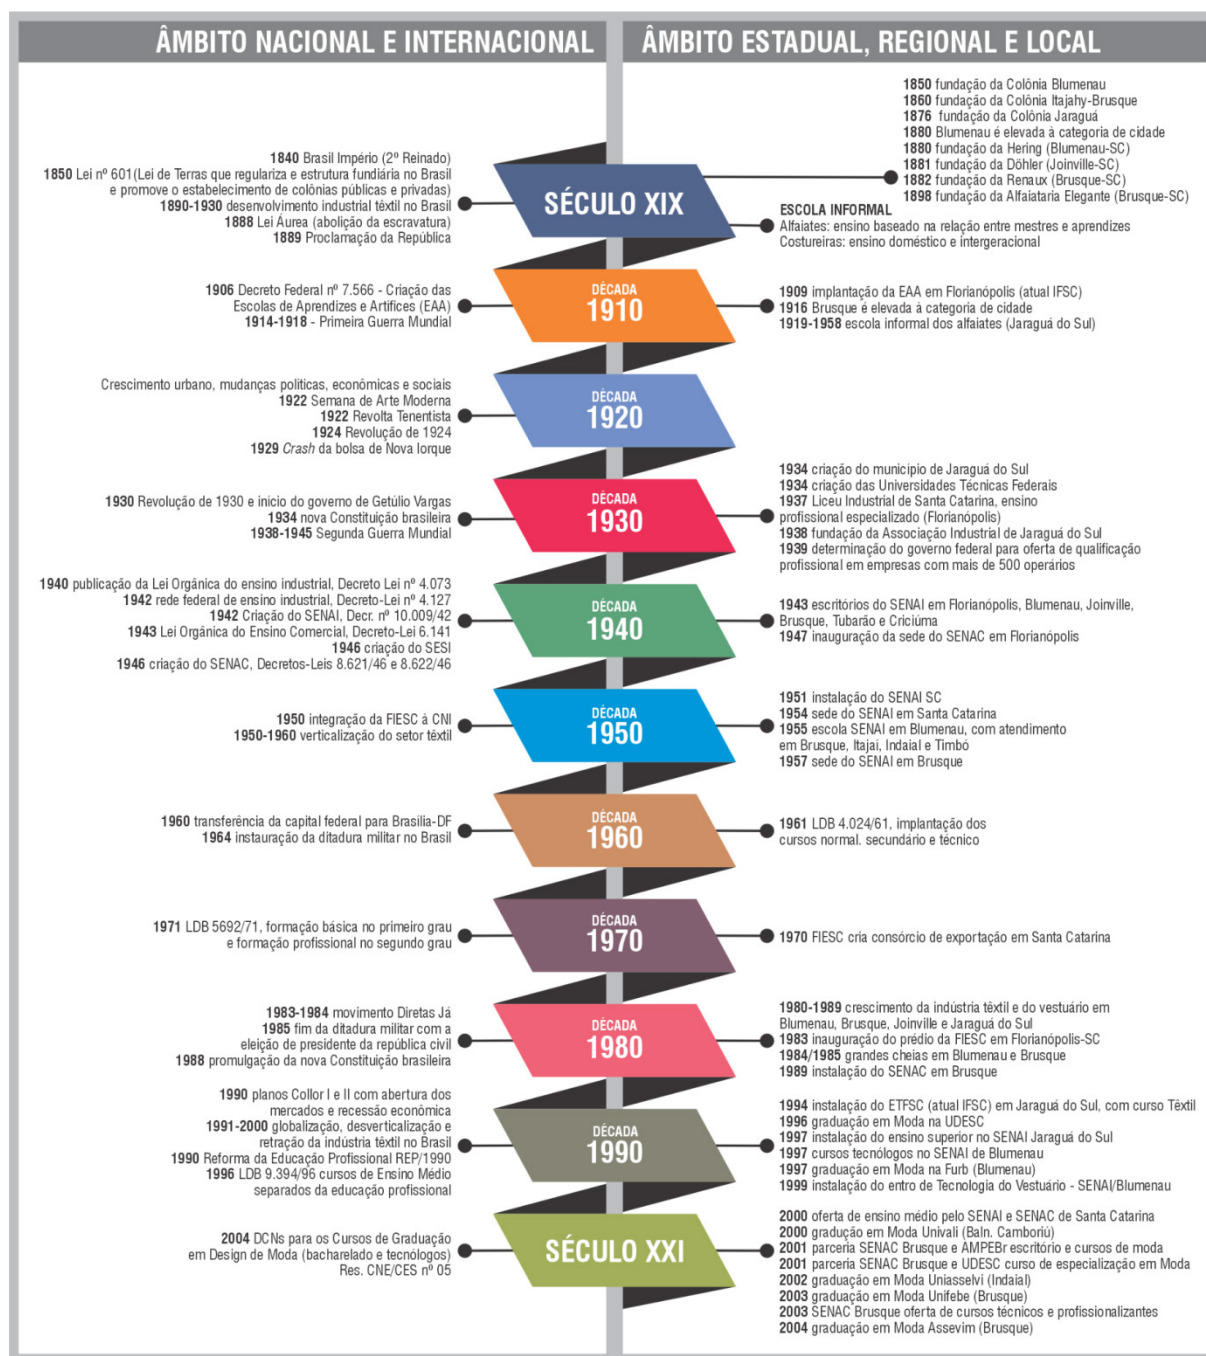 ÂMBITO NACIONAL E INTERNACIONAL
ÂMBITO ESTADUAL, REGIONAL E LOCAL
1840 Brasil Império (2º Reinado)
1850 Lei nº 601(Lei de Terras que regulariza e estrutura fundiária no Brasil
e promove o estabelecimento de colônias públicas e privadas)
1890-1930 desenvolvimento industrial têxtil no Brasil
1888 Lei Áurea (abolição da escravatura)
1889 Proclamação da República
SÉCULO XIX
1850 fundação da Colônia Blumenau
1860 fundação da Colônia Itajahy-Brusque
1876 fundação da Colônia Jaraguá
1880 Blumenau é elevada à categoria de cidade
1880 fundação da Hering (Blumenau-SC)
1881 fundação da Döhler (Joinville-SC)
1882 fundação da Renaux (Brusque-SC)
1898 fundação da Alfaiataria Elegante (Brusque-SC)
ESCOLA INFORMAL
Alfaiates: ensino baseado na relação entre mestres e aprendizes
Costureiras: ensino doméstico e intergeracional
1906 Decreto Federal nº 7.566 - Criação das
Escolas de Aprendizes e Artífices (EAA)
1914-1918 - Primeira Guerra Mundial
DÉCADA
1910
1909 implantação da EAA em Florianópolis (atual IFSC)
1916 Brusque é elevada à categoria de cidade
1919-1958 escola informal dos alfaiates (Jaraguá do Sul)
Crescimento urbano, mudanças políticas, econômicas e sociais
1922 Semana de Arte Moderna
1922 Revolta Tenentista
1924 Revolução de 1924
1929 Crash da bolsa de Nova Iorque
DÉCADA
1920
1930 Revolução de 1930 e inicio do governo de Getúlio Vargas
1934 nova Constituição brasileira
1938-1945 Segunda Guerra Mundial
DÉCADA
1930
1934 criação do município de Jaraguá do Sul
1934 criação das Universidades Técnicas Federais
1937 Liceu Industrial de Santa Catarina, ensino
profissional especializado (Florianópolis)
1938 fundação da Associação Industrial de Jaraguá do Sul
1939 determinação do governo federal para oferta de qualificação
profissional em empresas com mais de 500 operários
1940 publicação da Lei Orgânica do ensino industrial, Decreto Lei nº 4.073
1942 rede federal de ensino industrial, Decreto-Lei nº 4.127
1942 Criação do SENAI, Decr. nº 10.009/42
1943 Lei Orgânica do Ensino Comercial, Decreto-Lei 6.141
1946 criação do SESI
1946 criação do SENAC, Decretos-Leis 8.621/46 e 8.622/46
DÉCADA
1940
1943 escritórios do SENAI em Florianópolis, Blumenau, Joinville,
Brusque, Tubarão e Criciúma
1947 inauguração da sede do SENAC em Florianópolis
1950 integração da FIESC à CNI
1950-1960 verticalização do setor têxtil
DÉCADA
1950
1951 instalação do SENAI SC
1954 sede do SENAI em Santa Catarina
1955 escola SENAI em Blumenau, com atendimento
em Brusque, Itajaí, Indaial e Timbó
1957 sede do SENAI em Brusque
1960 transferência da capital federal para Brasília-DF
1964 instauração da ditadura militar no Brasil
DÉCADA
1960
1961 LDB 4.024/61, implantação dos
cursos normal. secundário e técnico
1971 LDB 5692/71, formação básica no primeiro grau
e formação profissional no segundo grau
DÉCADA
1970
1970 FIESC cria consórcio de exportação em Santa Catarina
1983-1984 movimento Diretas Já
1985 fim da ditadura militar com a
eleição de presidente da república civil
1988 promulgação da nova Constituição brasileira
DÉCADA
1980
1980-1989 crescimento da indústria têxtil e do vestuário em
Blumenau, Brusque, Joinville e Jaraguá do Sul
1983 inauguração do prédio da FIESC em Florianópolis-SC
1984/1985 grandes cheias em Blumenau e Brusque
1989 instalação do SENAC em Brusque
1990 planos Collor I e II com abertura dos
mercados e recessão econômica
1991-2000 globalização, desverticalização e
retração da indústria têxtil no Brasil
1990 Reforma da Educação Profissional REP/1990
1996 LDB 9.394/96 cursos de Ensino Médio
separados da educação profissional
DÉCADA
1990
1994 instalação do ETFSC (atual IFSC) em Jaraguá do Sul, com curso Têxtil
1996 graduação em Moda na UDESC
1997 instalação do ensino superior no SENAI Jaraguá do Sul
1997 cursos tecnólogos no SENAI de Blumenau
1997 graduação em Moda na Furb (Blumenau)
1999 instalação do entro de Tecnologia do Vestuário - SENAI/Blumenau
2004 DCNs para os Cursos de Graduação
em Design de Moda (bacharelado e tecnólogos)
Res. CNE/CES nº 05
SÉCULO XXI
2000 oferta de ensino médio pelo SENAI e SENAC de Santa Catarina
2000 gradução em Moda Univali (Baln. Camboriú)
2001 parceria SENAC Brusque e AMPEBr escritório e cursos de moda
2001 parceria SENAC Brusque e UDESC curso de especialização em Moda
2002 graduação em Moda Uniasselvi (Indaial)
2003 graduação em Moda Unifebe (Brusque)
2003 SENAC Brusque oferta de cursos técnicos e profissionalizantes
2004 graduação em Moda Assevim (Brusque)